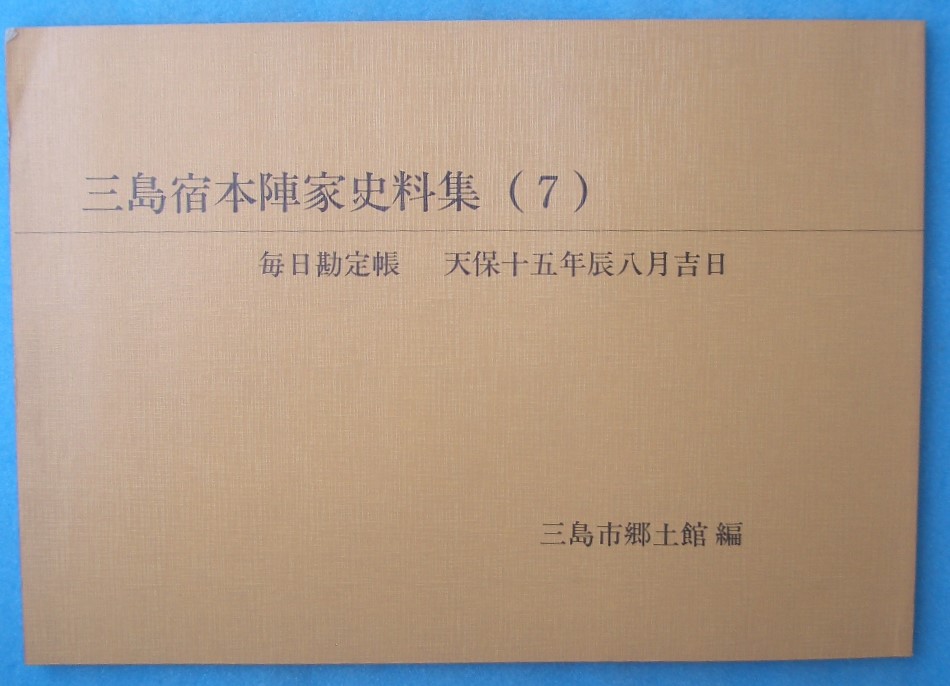 三島宿本陣家史料集（7）
毎日勘定帳　天保十五年辰八月吉日
三島市郷土館 編